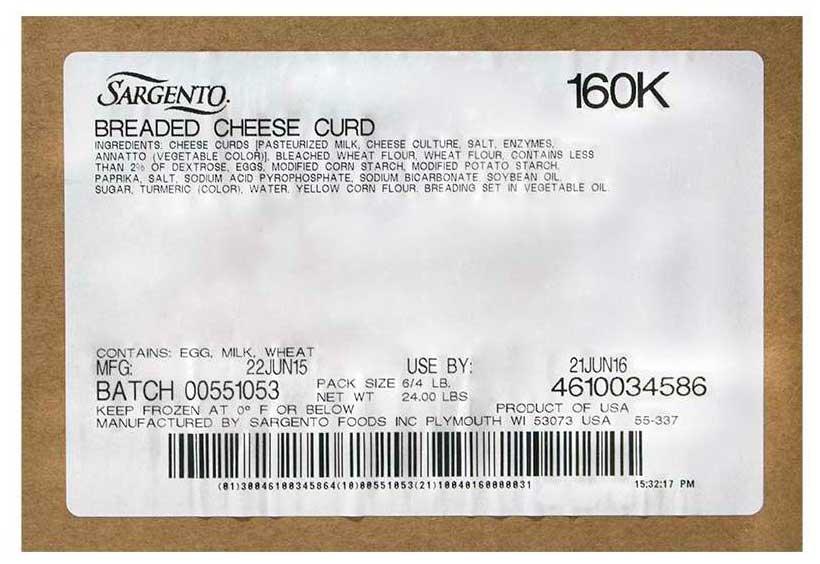 SARGENTO.
160K
BREADED CHEESE CURD
INGREDIENTS: CHEESE CURDS [PASTEURIZED MILK, CHEESE CULTURE, SALT, ENZYMES,
ANNATTO (VEGETABLE COLOR)], BLEACHED WHEAT FLOUR, WHEAT FLOUR, CONTAINS LESS
THAN 2% OF DEXTROSE, EGGS, MODIFIED CORN STARCH, MODIFIED POTATO STARCH,
PAPRIKA, SALT, SODIUM ACID PYROPHOSPHATE, SODIUM BICARBONATE, SOYBEAN OIL,
SUGAR, TURMERIC (COLOR), WATER, YELLOW CORN FLOUR. BREADING SET IN VEGETABLE OIL.
CONTAINS: EGG, MILK, WHEAT
MFG: 22JUN15 USE BY: 21JUN16
BATCH 00551053 PACK SIZE 6/4 LB. 4610034586
NET WT 24.00 LBS
KEEP FROZEN AT 0° F OR BELOW PRODUCT OF USA
MANUFACTURED BY SARGENTO FOODS INC PLYMOUTH WI 53073 USA 55-337
(01)30046100345864(10)00551053(21)10040160000031 15:32:17 PM